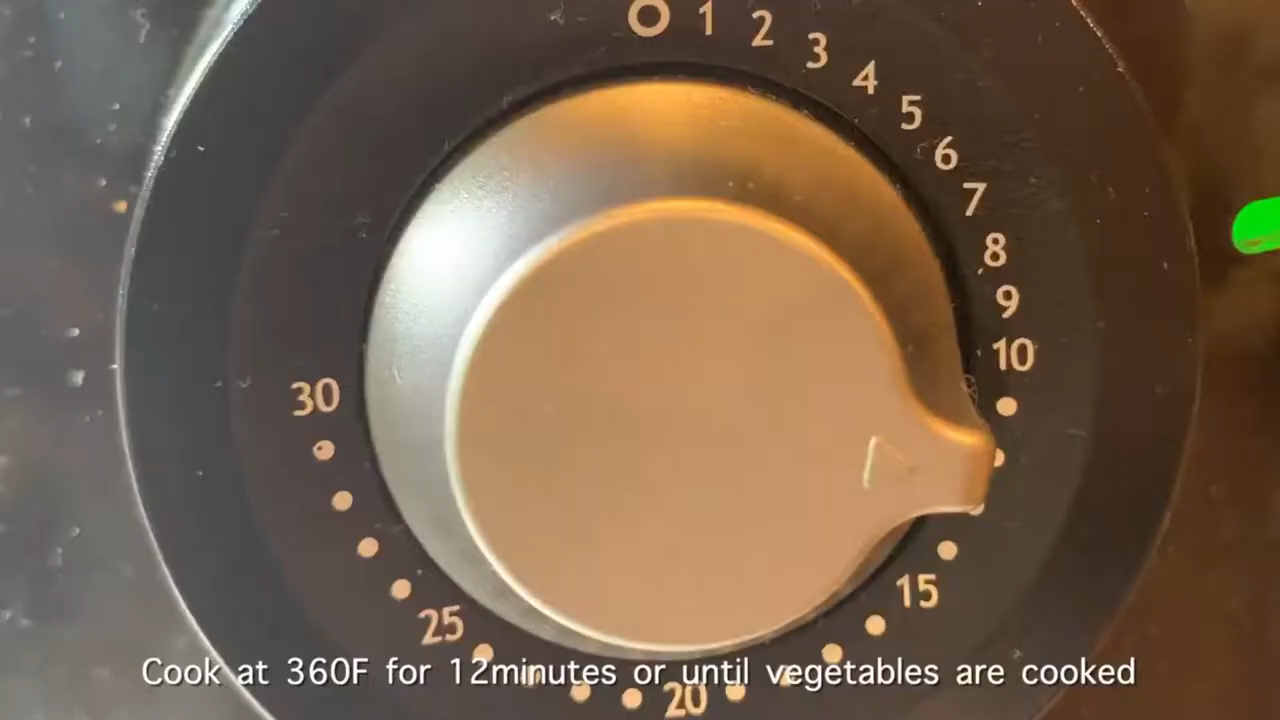 0 1 2 3 4 5 6 7 8 9 10 15 20 25 30
Cook at 360F for 12minutes or until vegetables are cooked